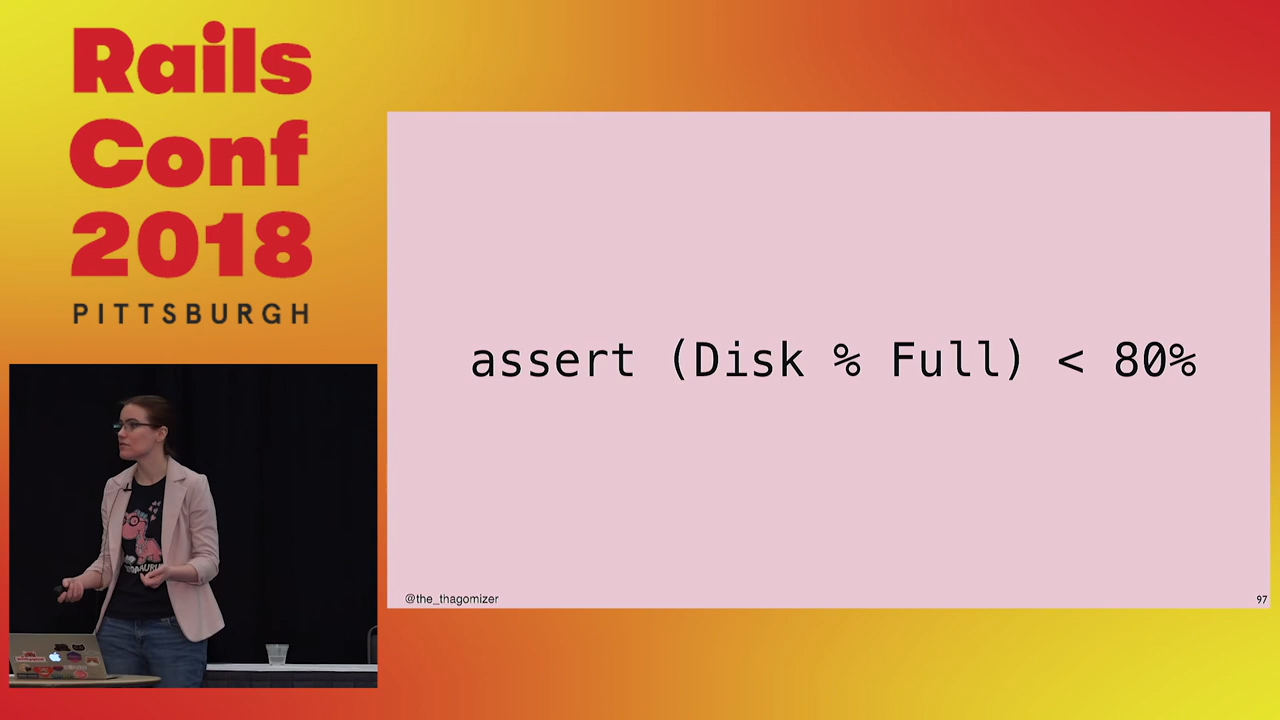 Rails
Conf
2018
PITTSBURGH
assert (Disk % Full) < 80%
@the_thagomizer
97